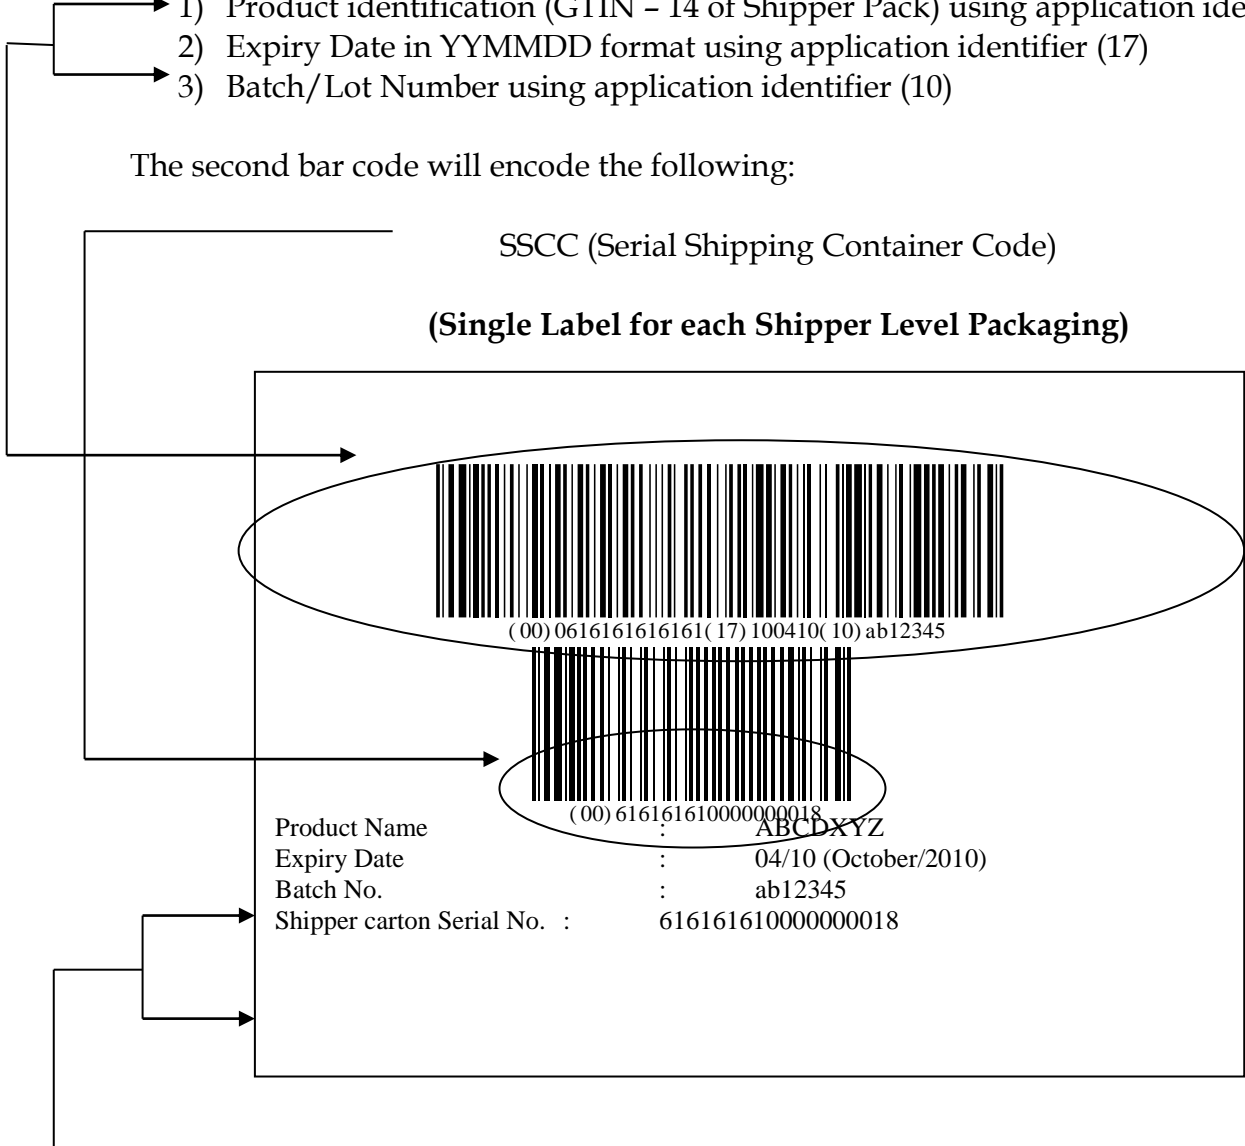 1) Product identification (GTIN – 14 of Shipper Pack) using application ide
2) Expiry Date in YYMMDD format using application identifier (17)
3) Batch/Lot Number using application identifier (10)
The second bar code will encode the following:
SSCC (Serial Shipping Container Code)
(Single Label for each Shipper Level Packaging)
(00)0616161616161(17)100410(10)ab12345
(00)616161610000000018
Product Name : ABCDXYZ
Expiry Date : 04/10 (October/2010)
Batch No. : ab12345
Shipper carton Serial No. : 616161610000000018